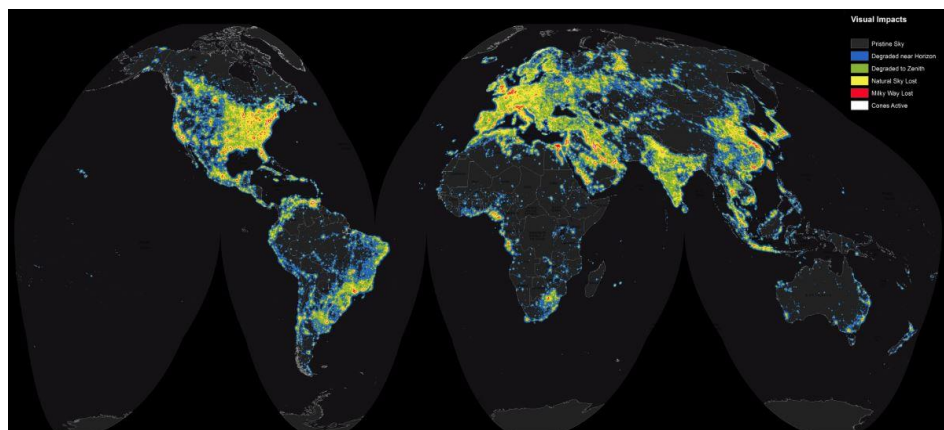 Visual Impacts
Pristine Sky
Degraded near Horizon
Degraded to Zenith
Natural Sky Lost
Milky Way Lost
Cones Active